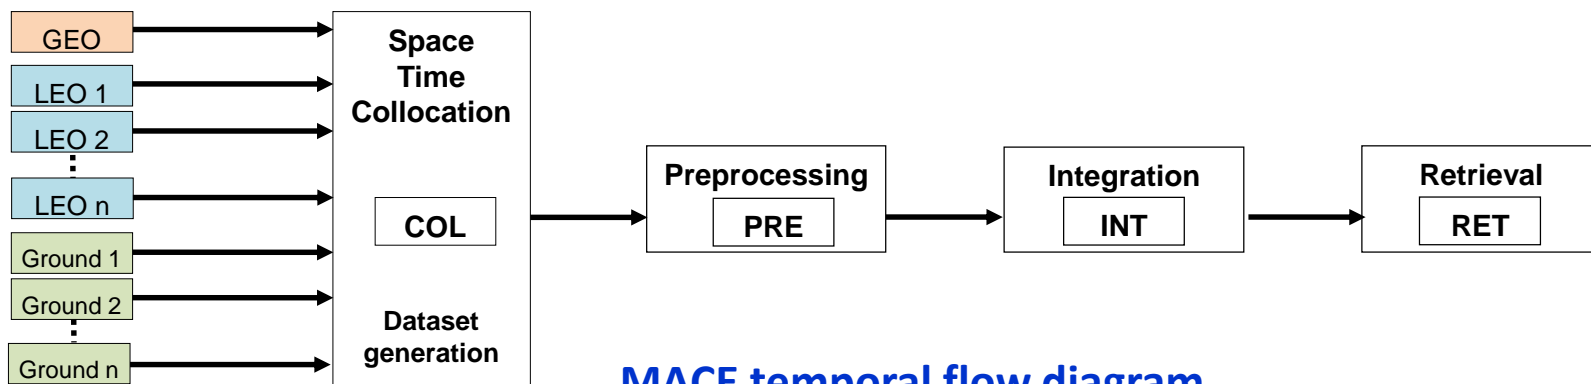 GEO
LEO 1
LEO 2
LEO n
Ground 1
Ground 2
Ground n
Space
Time
Collocation
COL
Dataset
generation
Preprocessing
PRE
Integration
INT
Retrieval
RET
MACE temporal flow diagram